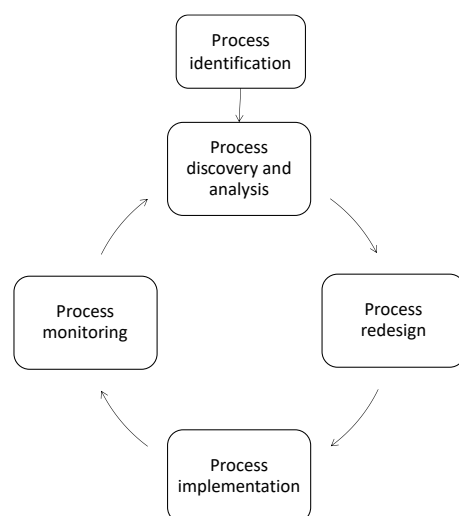 Process
identification
Process
discovery and
analysis
Process
monitoring
Process
redesign
Process
implementation